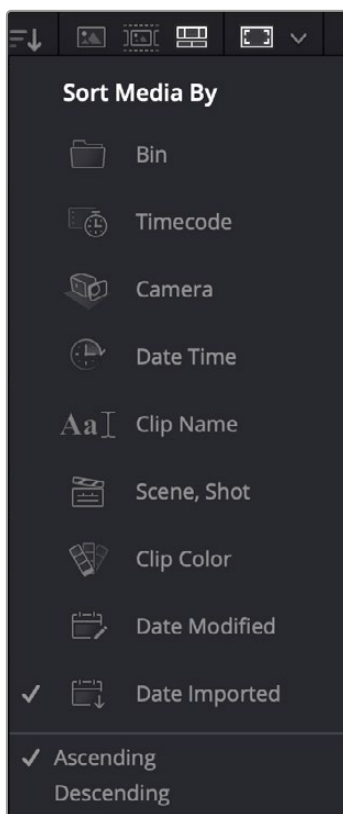 Sort Media By
Bin
Timecode
Camera
Date Time
Aa
Clip Name
Scene, Shot
Clip Color
Date Modified
Date Imported
Ascending
Descending